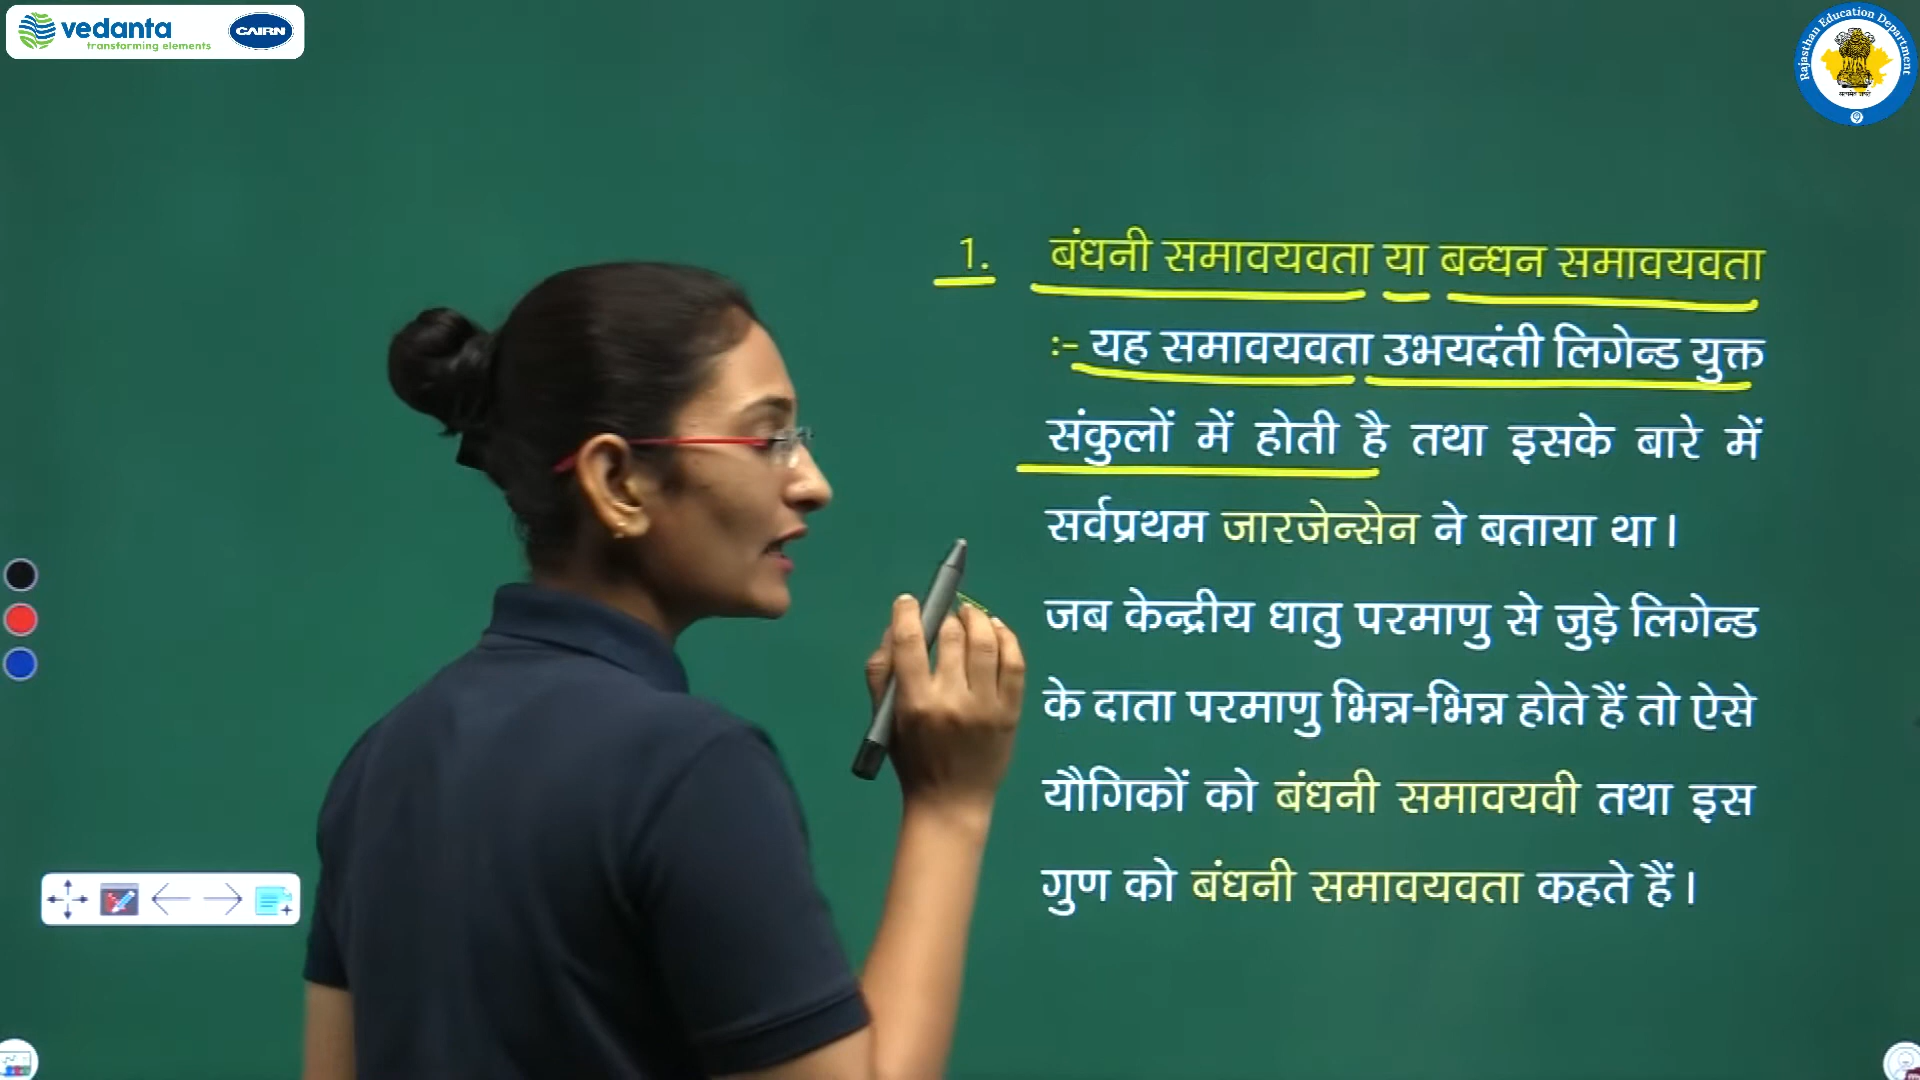 vedanta
transforming elements
CAIRN
Rajasthan Education Department
1. बंधनी समावयवता या बन्धन समावयवता
:- यह समावयवता उभयदंती लिगेन्ड युक्त
संकुलों में होती है तथा इसके बारे में
सर्वप्रथम जारजेन्सेन ने बताया था।
जब केन्द्रीय धातु परमाणु से जुड़े लिगेन्ड
के दाता परमाणु भिन्न-भिन्न होते हैं तो ऐसे
यौगिकों को बंधनी समावयवी तथा इस
गुण को बंधनी समावयवता कहते हैं।